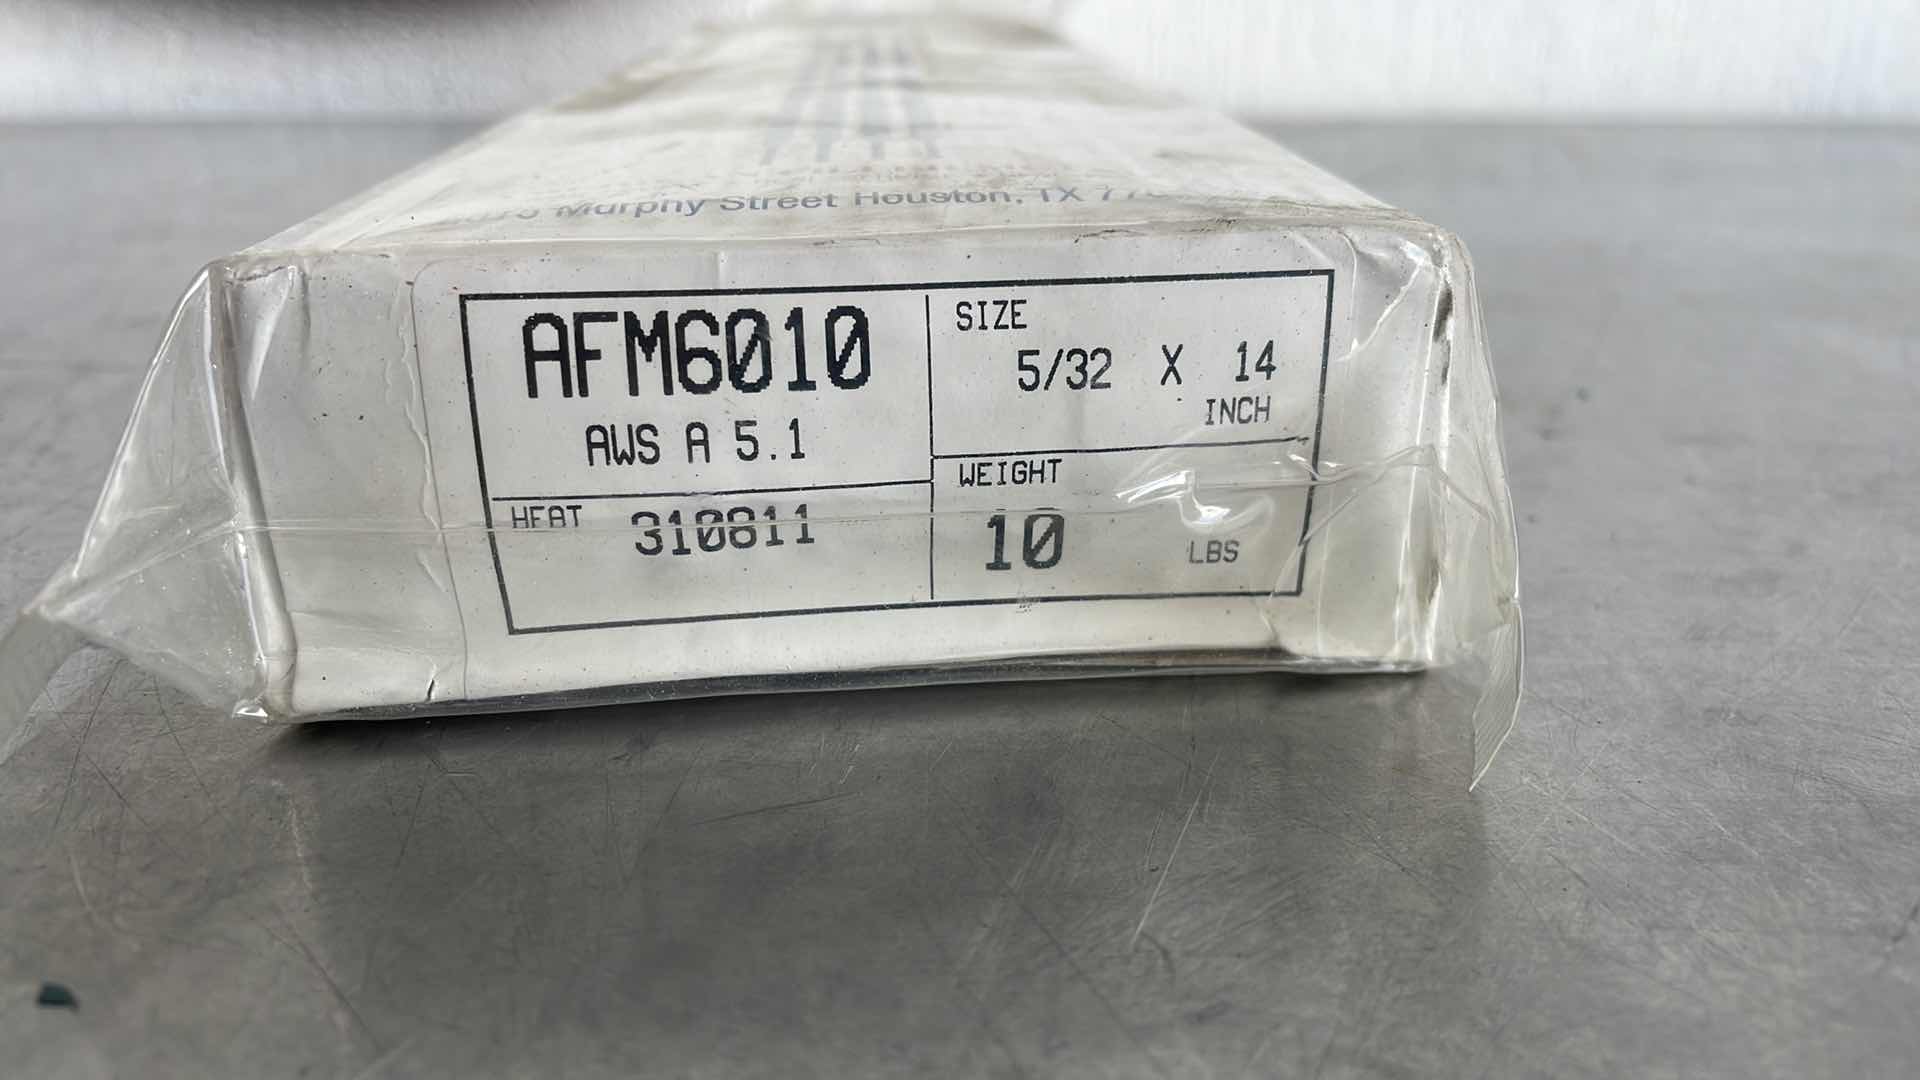 Murphy Street Houston, TX
AFM6010
AWS A 5.1
HEAT 310811
SIZE
5/32 X 14
INCH
WEIGHT
10 LBS